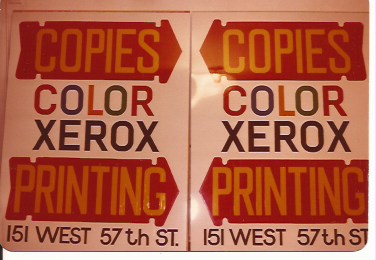 COPIES
COLOR
XEROX
PRINTING
151 WEST 57th ST.
COPIES
COLOR
XEROX
PRINTING
151 WEST 57th ST